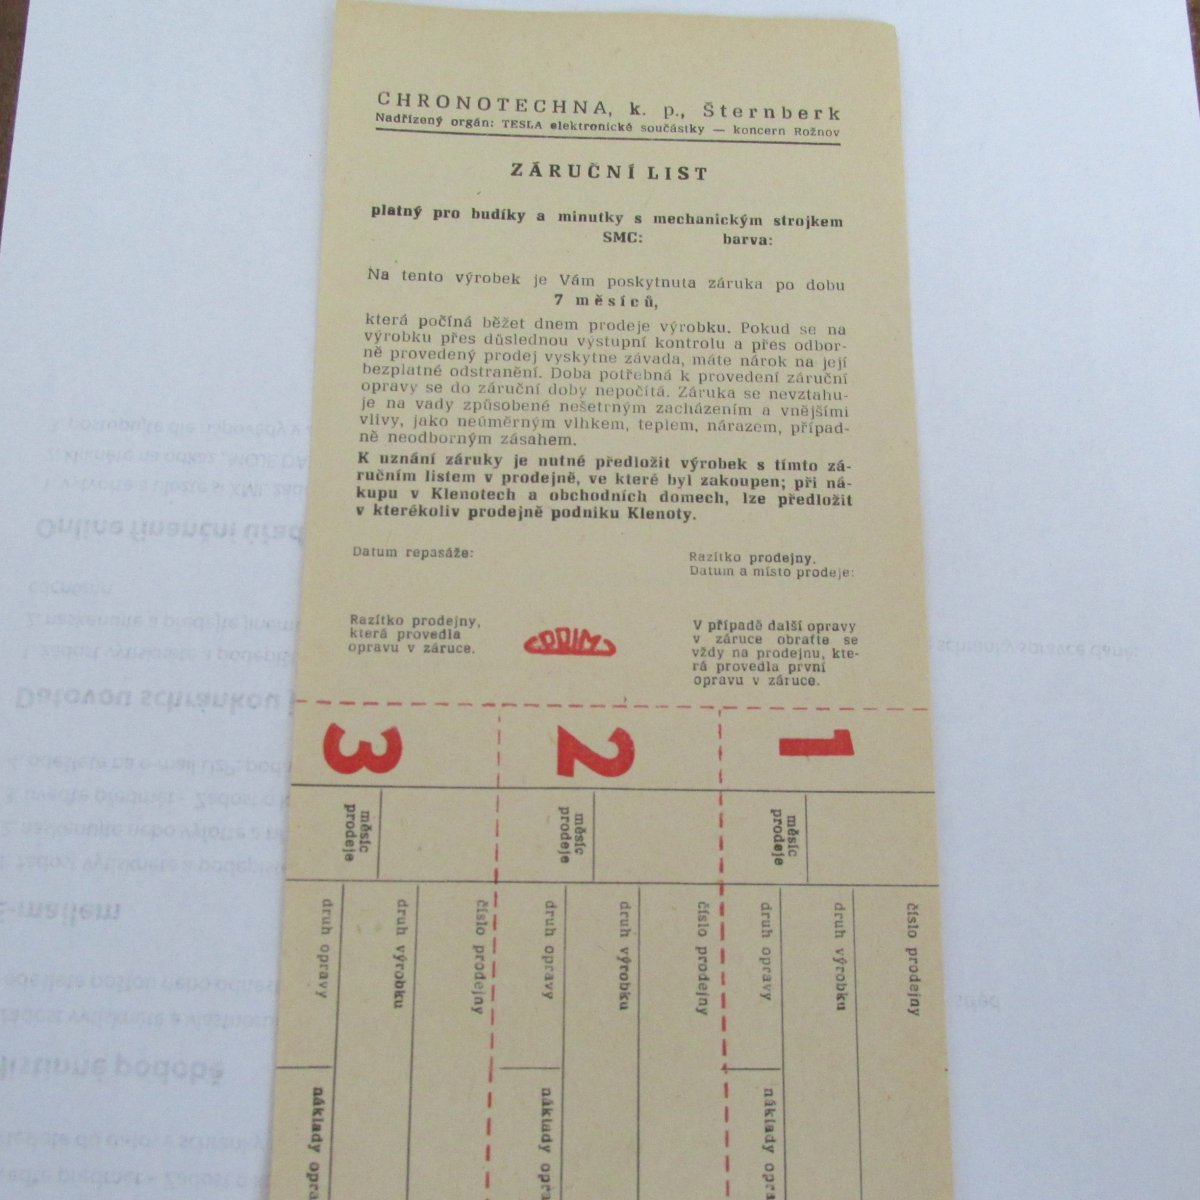 CHRONOTECHNA, k. p., Šternberk
Nadřízený orgán: TESLA elektronické součástky — koncern Rožnov
ZÁRUČNÍ LIST
platný pro budíky a minutky s mechanickým strojkem
SMC: barva:
Na tento výrobek je Vám poskytnuta záruka po dobu
7 měsíců,
která počíná běžet dnem prodeje výrobku. Pokud se na
výrobku přes důslednou výstupní kontrolu a přes odbor-
ně provedený prodej vyskytne závada, máte nárok na její
bezplatné odstranění. Doba potřebná k provedení záruční
opravy se do záruční doby nepočítá. Záruka se nevztahu-
je na vady způsobené nešetrným zacházením a vnějšími
vlivy, jako neúměrným vlhkem, teplem, nárazem, případ-
ně neodborným zásahem.
K uznání záruky je nutné předložit výrobek s tímto zá-
ručním listem v prodejně, ve které byl zakoupen; při ná-
kupu v Klenotech a obchodních domech, lze předložit
v kterékoliv prodejně podniku Klenoty.
Datum repasáže:
Razítko prodejny.
Datum a místo prodeje:
Razítko prodejny,
která provedla
opravu v záruce.
PRIM
V případě další opravy
v záruce obraťte se
vždy na prodejnu, kte-
rá provedla první
opravu v záruce.
3
2
1
měsíc
prodeje
měsíc
prodeje
měsíc
prodeje
druh opravy
druh výrobku
číslo prodejny
druh opravy
druh výrobku
číslo prodejny
druh opravy
druh výrobku
číslo prodejny
náklady opra
náklady opra
náklady opra